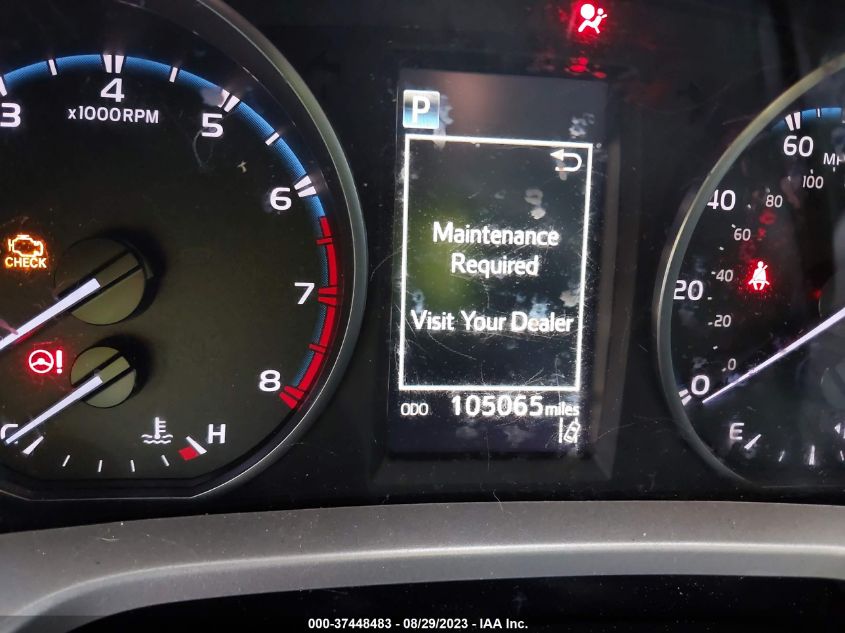 4
3
x1000RPM
5
6
CHECK
7
8
C
H
P
Maintenance
Required
Visit Your Dealer
ODO 105065 miles
60
100
40
80
60
20
40
20
0
0
E
000-37448483 - 08/29/2023 - IAA Inc.